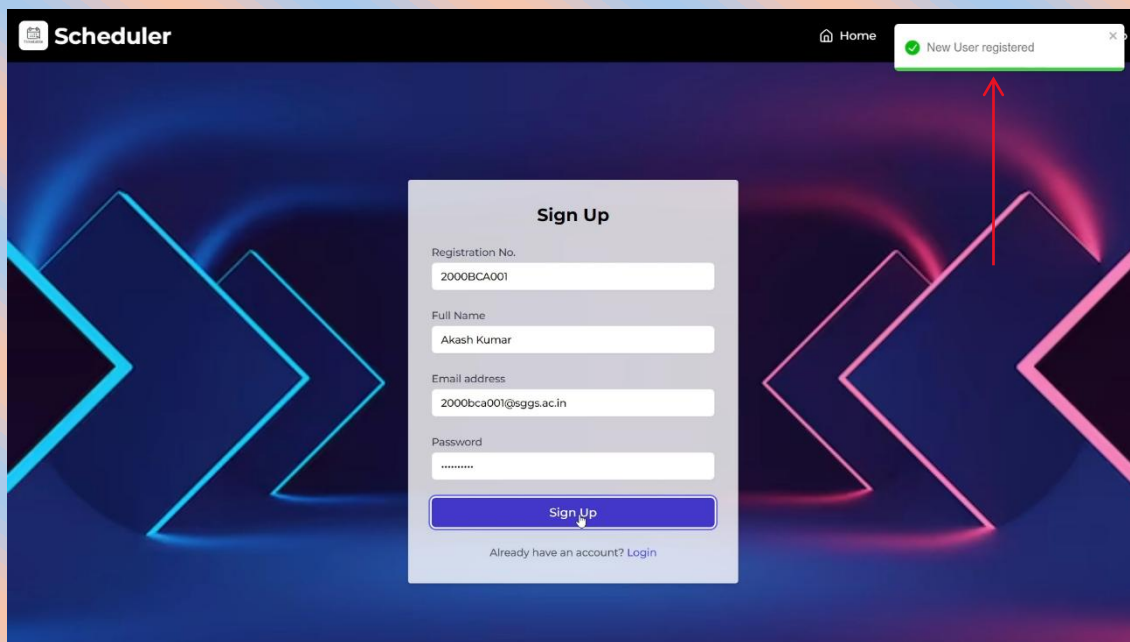 Scheduler
Home
New User registered
Sign Up
Registration No.
2000BCA001
Full Name
Akash Kumar
Email address
2000bca001@sggs.ac.in
Password
••••••••••
Sign Up
Already have an account? Login